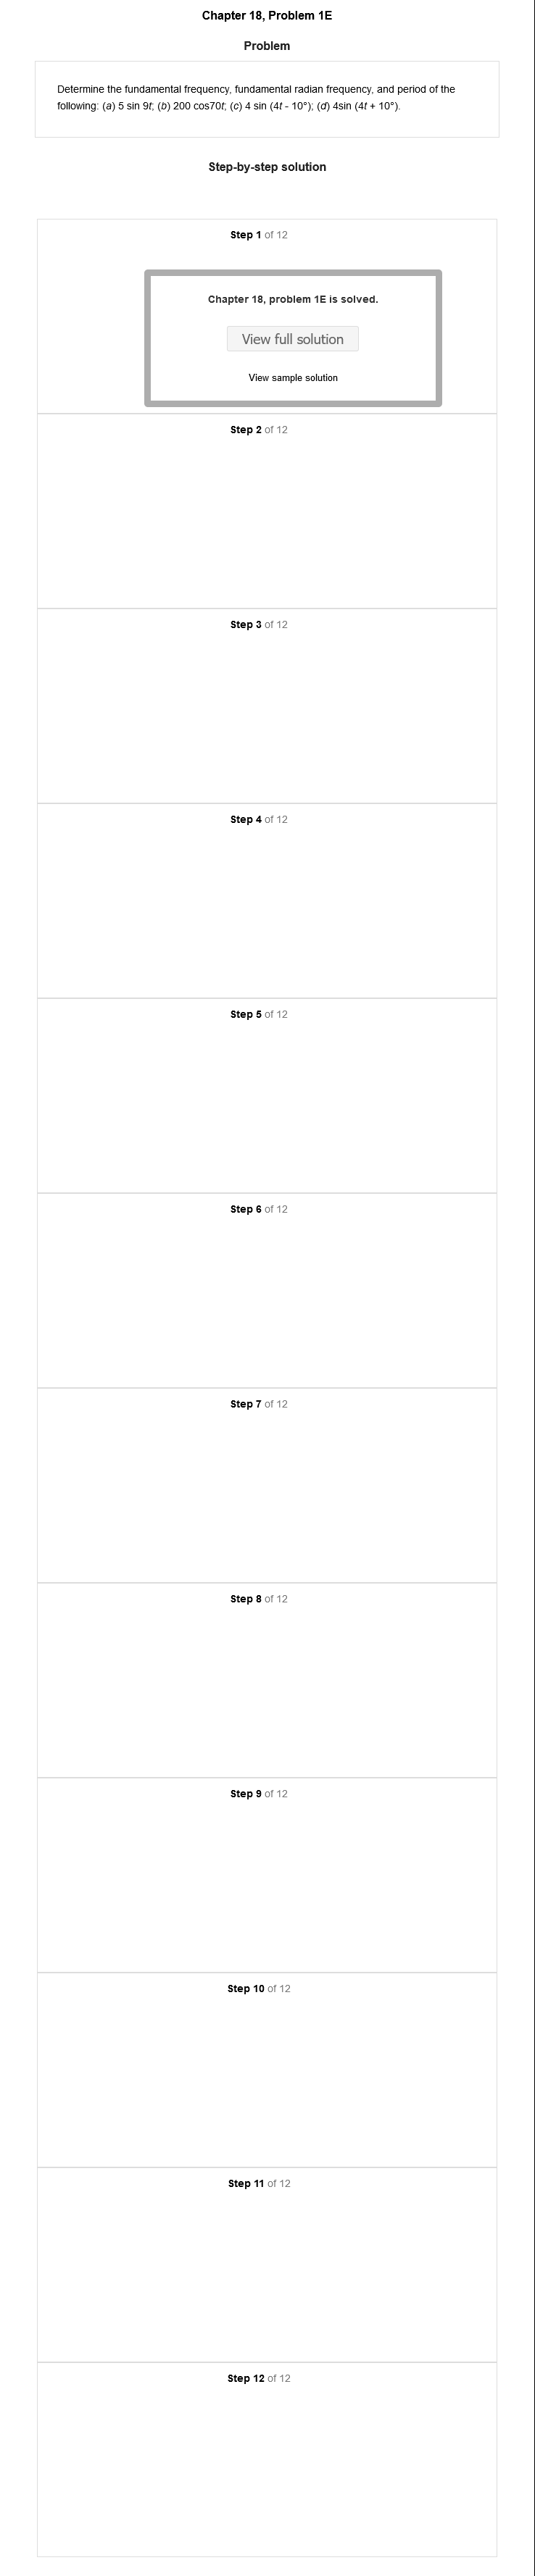 Chapter 18, Problem 1E
Problem
Determine the fundamental frequency, fundamental radian frequency, and period of the
following: (a) 5 sin 9t; (b) 200 cos70t; (c) 4 sin (4t - 10°); (d) 4sin (4t + 10°).
Step-by-step solution
Step 1 of 12
Chapter 18, problem 1E is solved.
View full solution
View sample solution
Step 2 of 12
Step 3 of 12
Step 4 of 12
Step 5 of 12
Step 6 of 12
Step 7 of 12
Step 8 of 12
Step 9 of 12
Step 10 of 12
Step 11 of 12
Step 12 of 12